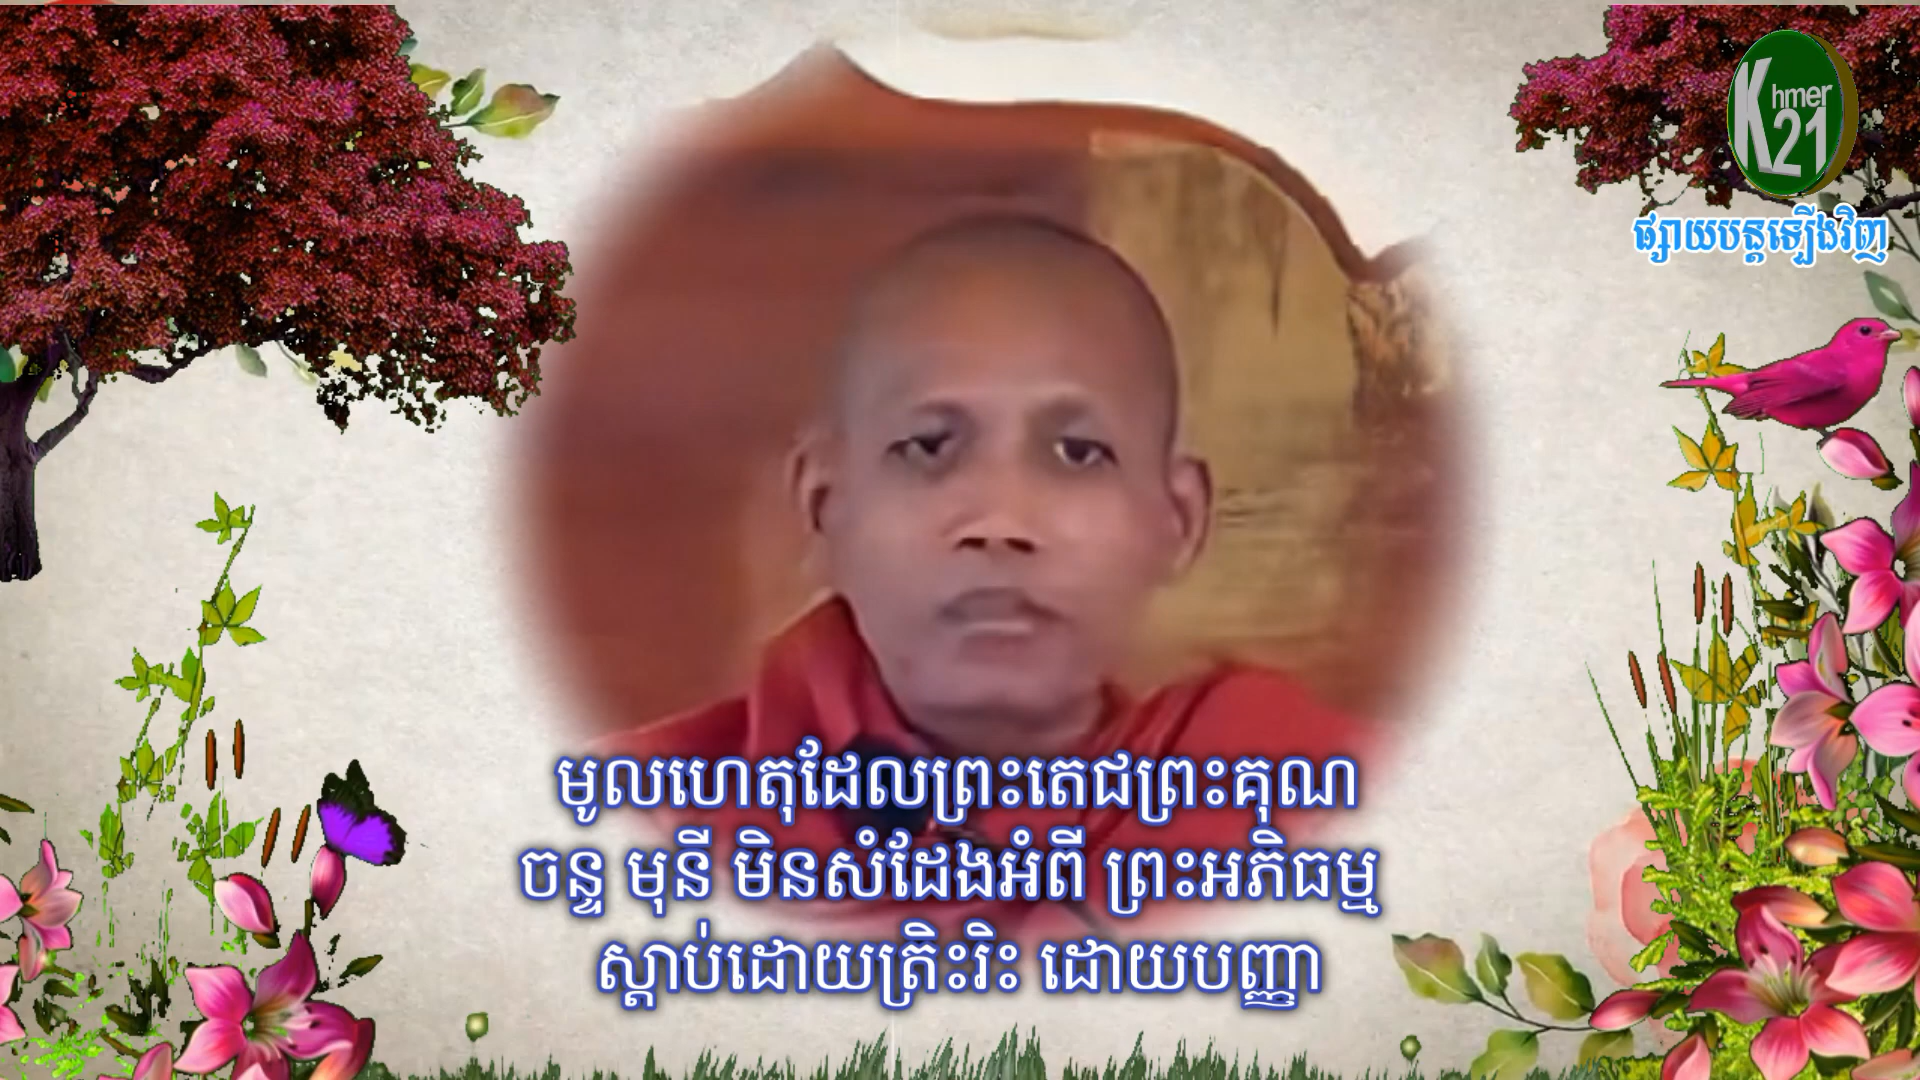 Khmer
21
ផ្សាយបន្តឡើងវិញ
មូលហេតុដែលព្រះតេជព្រះគុណ
ចន្ទ មុនី មិនសំដែងអំពី ព្រះអភិធម្ម
ស្តាប់ដោយត្រិះរិះ ដោយបញ្ញា